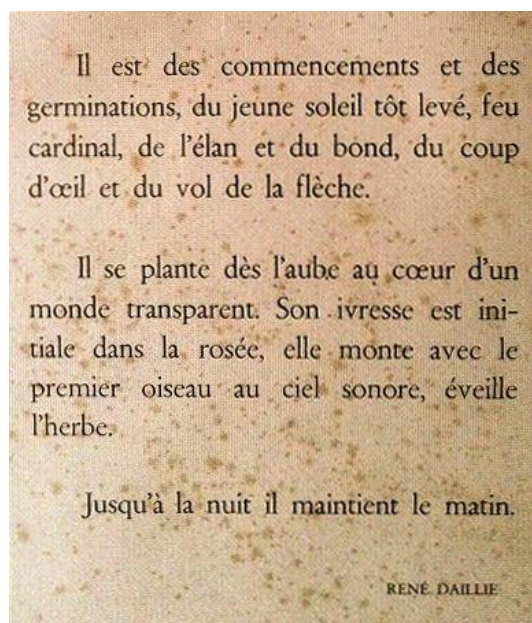 Il est des commencements et des
germinations, du jeune soleil tôt levé, feu
cardinal, de l'élan et du bond, du coup
d'œil et du vol de la flèche.
Il se plante dès l'aube au cœur d'un
monde transparent. Son ivresse est ini-
tiale dans la rosée, elle monte avec le
premier oiseau au ciel sonore, éveille
l'herbe.
Jusqu'à la nuit il maintient le matin.
RENÉ DAILLIE